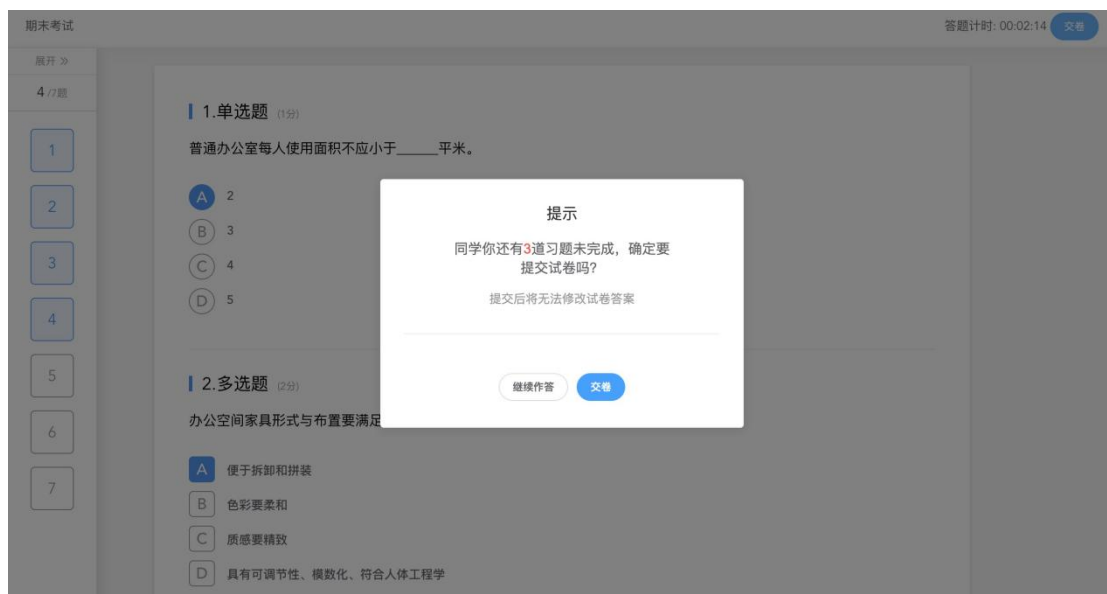 期末考试
答题计时: 00:02:14 交卷
展开 »
4 /7题
1
2
3
4
5
6
7
1.单选题 (1分)
普通办公室每人使用面积不应小于______平米。
A 2
B 3
C 4
D 5
2.多选题 (2分)
办公空间家具形式与布置要满足
A 便于拆卸和拼装
B 色彩要柔和
C 质感要精致
D 具有可调节性、模数化、符合人体工程学
提示
同学你还有3道习题未完成，确定要
提交试卷吗?
提交后将无法修改试卷答案
继续作答 交卷